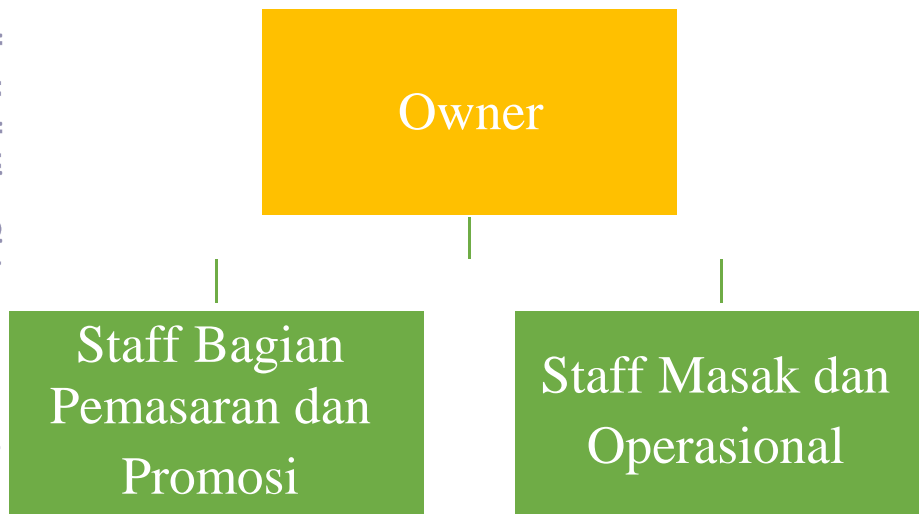 Owner
Staff Bagian
Pemasaran dan
Promosi
Staff Masak dan
Operasional